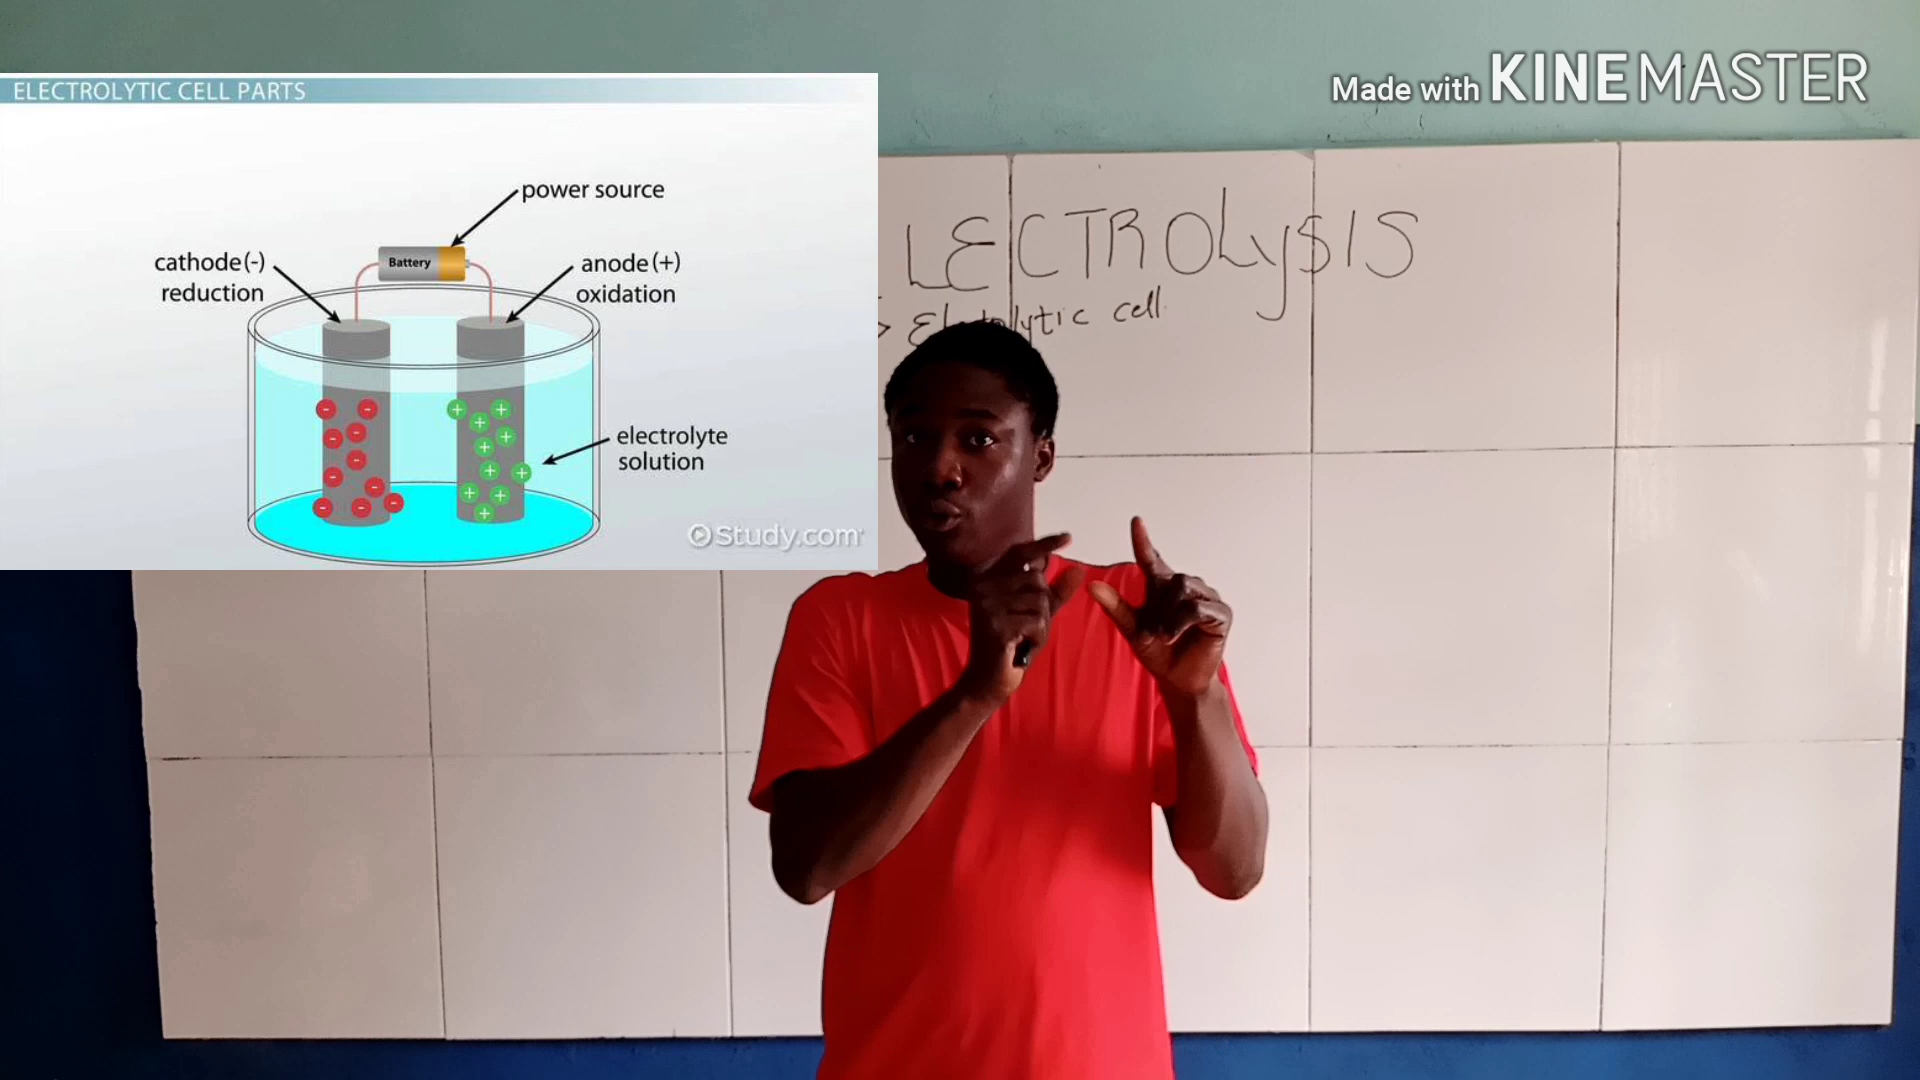 Made with KINEMASTER
ELECTROLYTIC CELL PARTS
power source
cathode (-)
reduction
Battery
anode (+)
oxidation
electrolyte
solution
Study.com
LECTROLYSIS
cell